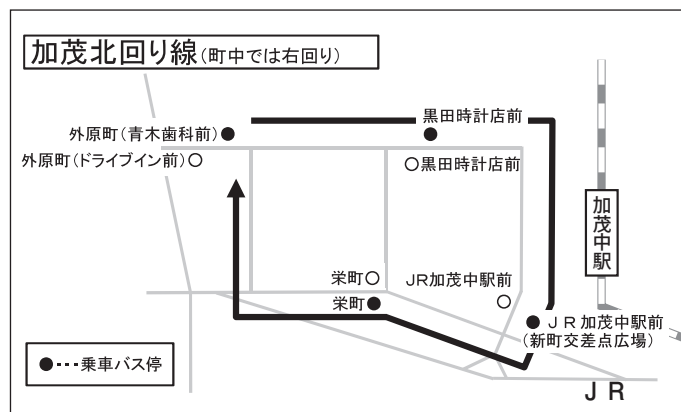 加茂北回り線（町中では右回り）
黒田時計店前
外原町（青木歯科前）
外原町（ドライブイン前）
黒田時計店前
加茂中駅
栄町
JR加茂中駅前
栄町
ＪＲ加茂中駅前
（新町交差点広場）
●･･･乗車バス停
ＪＲ